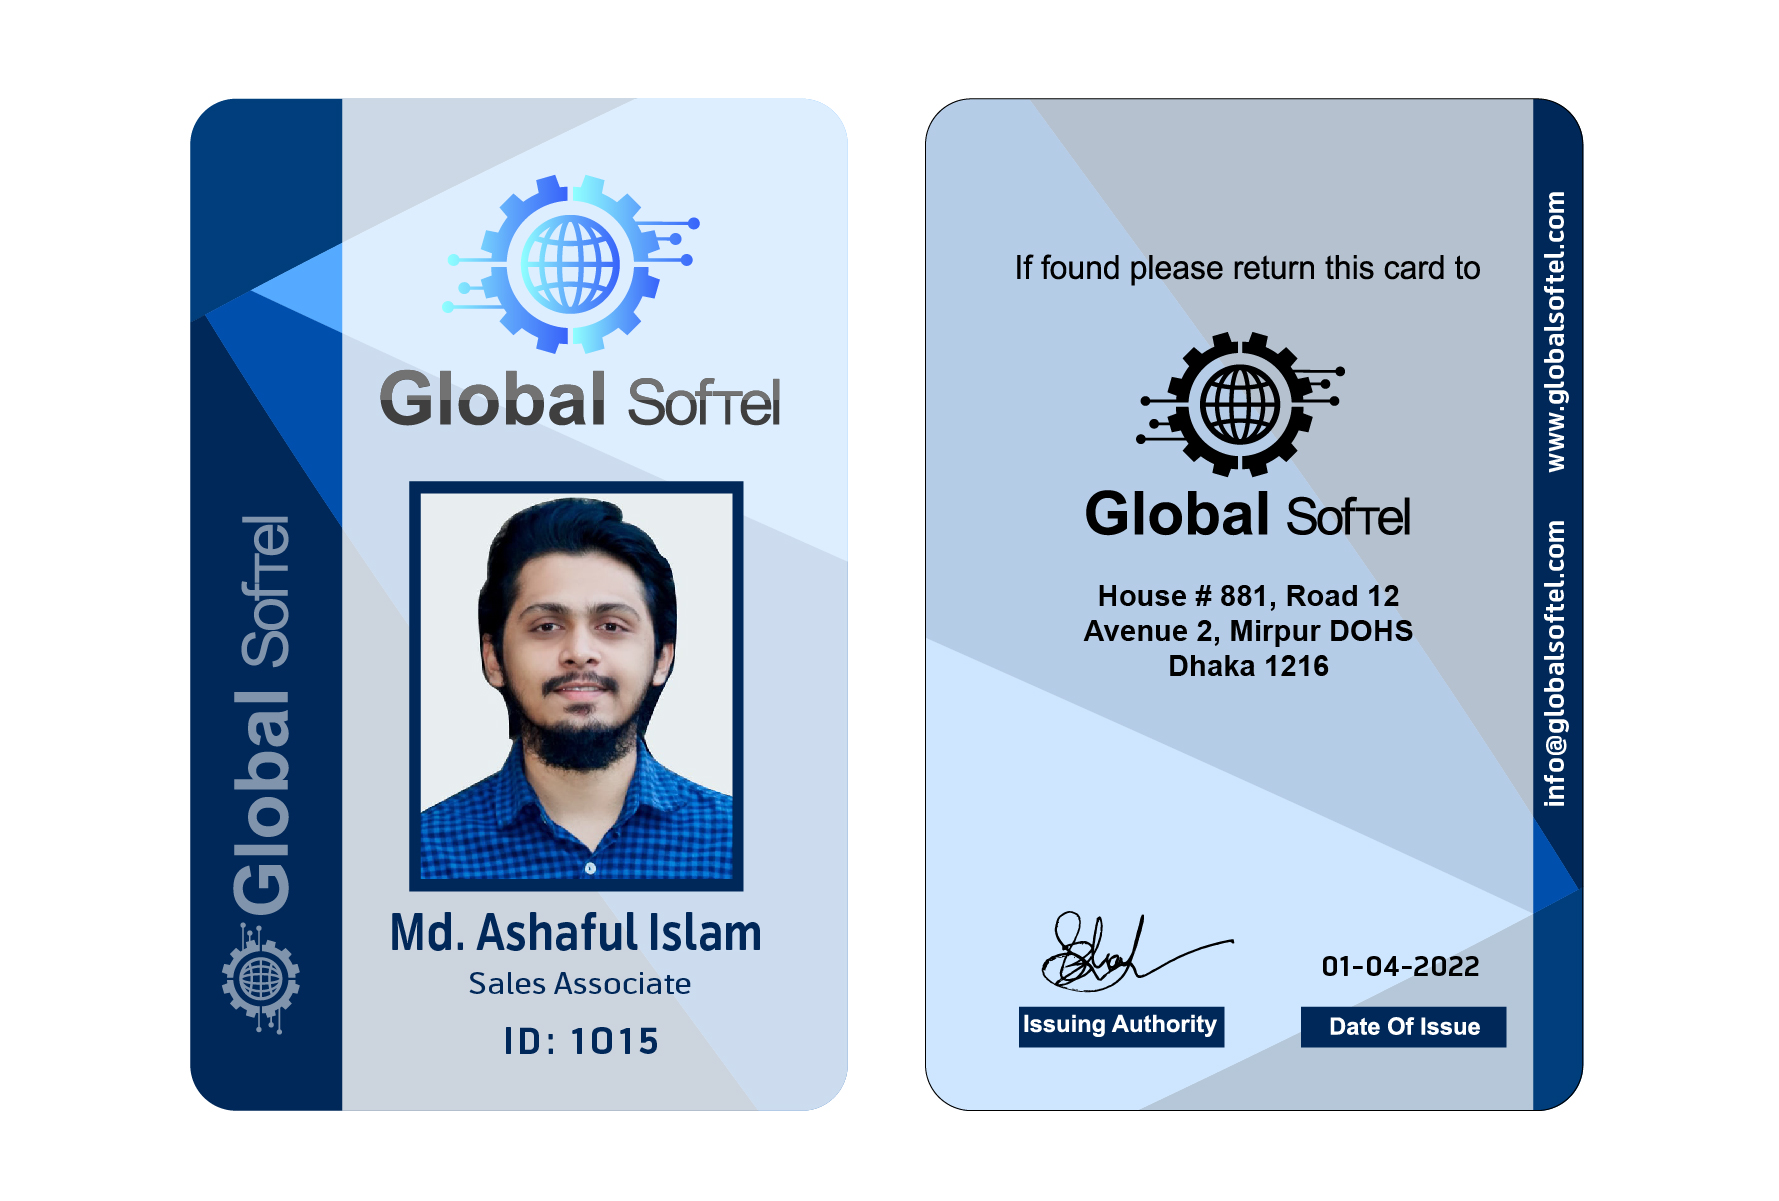 Global SofTel
Global SofTel
Md. Ashaful Islam
Sales Associate
ID: 1015
If found please return this card to
Global SofTel
House # 881, Road 12
Avenue 2, Mirpur DOHS
Dhaka 1216
01-04-2022
Issuing Authority
Date Of Issue
www.globalsoftel.com
info@globalsoftel.com